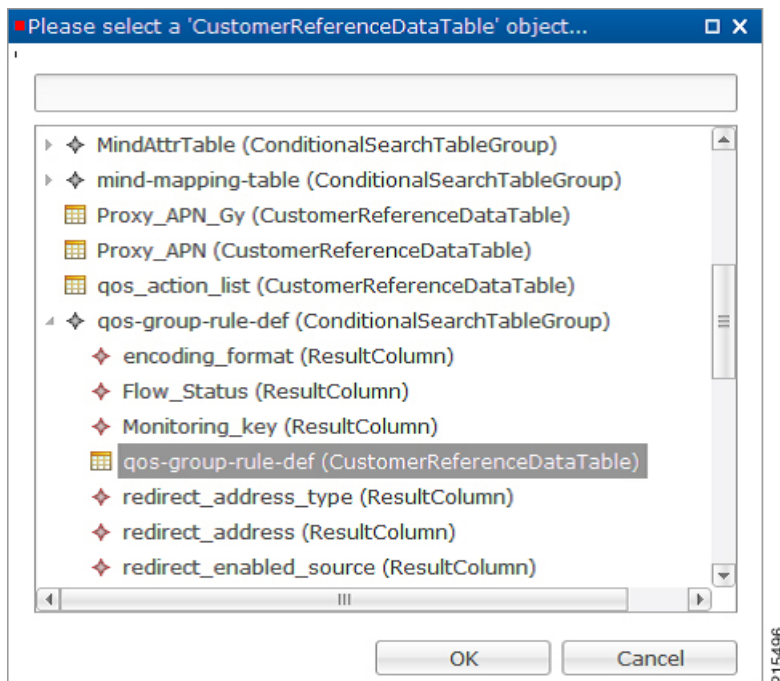 Please select a 'CustomerReferenceDataTable' object...
MindAttrTable (ConditionalSearchTableGroup)
mind-mapping-table (ConditionalSearchTableGroup)
Proxy_APN_Gy (CustomerReferenceDataTable)
Proxy_APN (CustomerReferenceDataTable)
qos_action_list (CustomerReferenceDataTable)
qos-group-rule-def (ConditionalSearchTableGroup)
encoding_format (ResultColumn)
Flow_Status (ResultColumn)
Monitoring_key (ResultColumn)
qos-group-rule-def (CustomerReferenceDataTable)
redirect_address_type (ResultColumn)
redirect_address (ResultColumn)
redirect_enabled_source (ResultColumn)
OK
Cancel